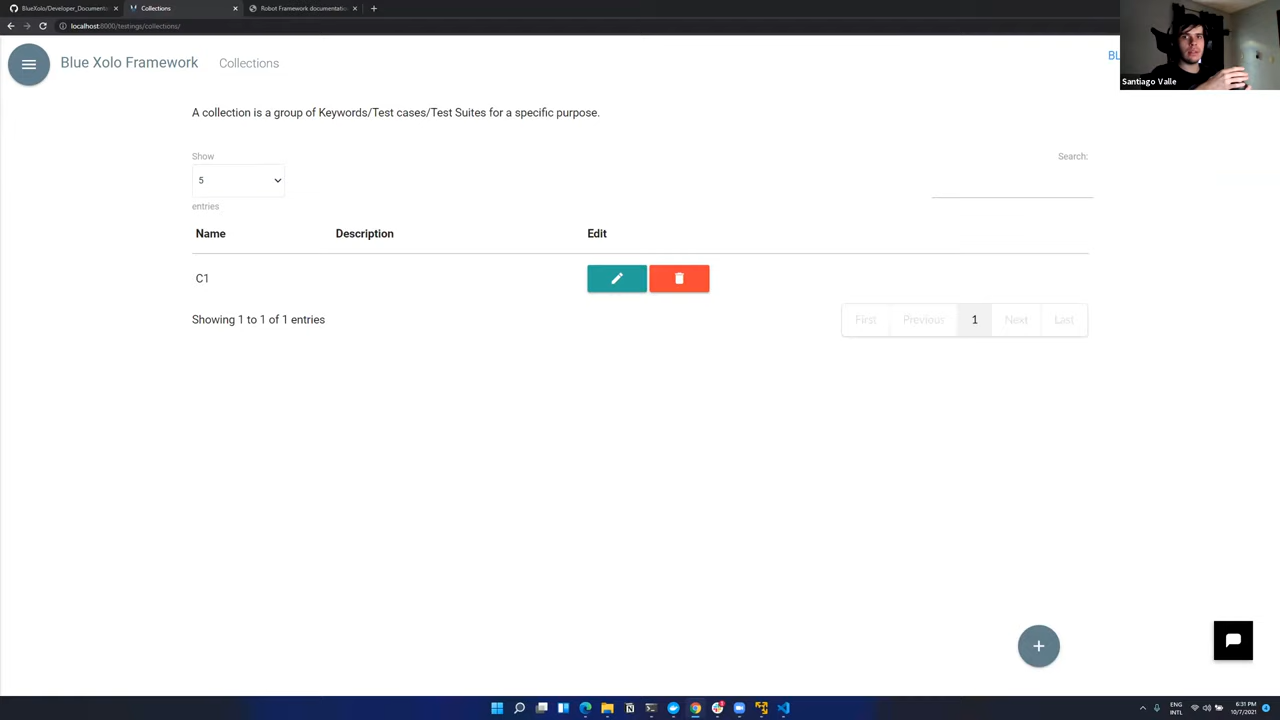 BlueXolo/Developer_Documenta
Collections
Robot Framework documentatio
localhost:8000/testings/collections/
Blue Xolo Framework
Collections
BL
Santiago Valle
A collection is a group of Keywords/Test cases/Test Suites for a specific purpose.
Show
Search:
5
entries
Name
Description
Edit
C1
Showing 1 to 1 of 1 entries
First
Previous
1
Next
Last
ENG
INTL
6:31 PM
10/7/2021